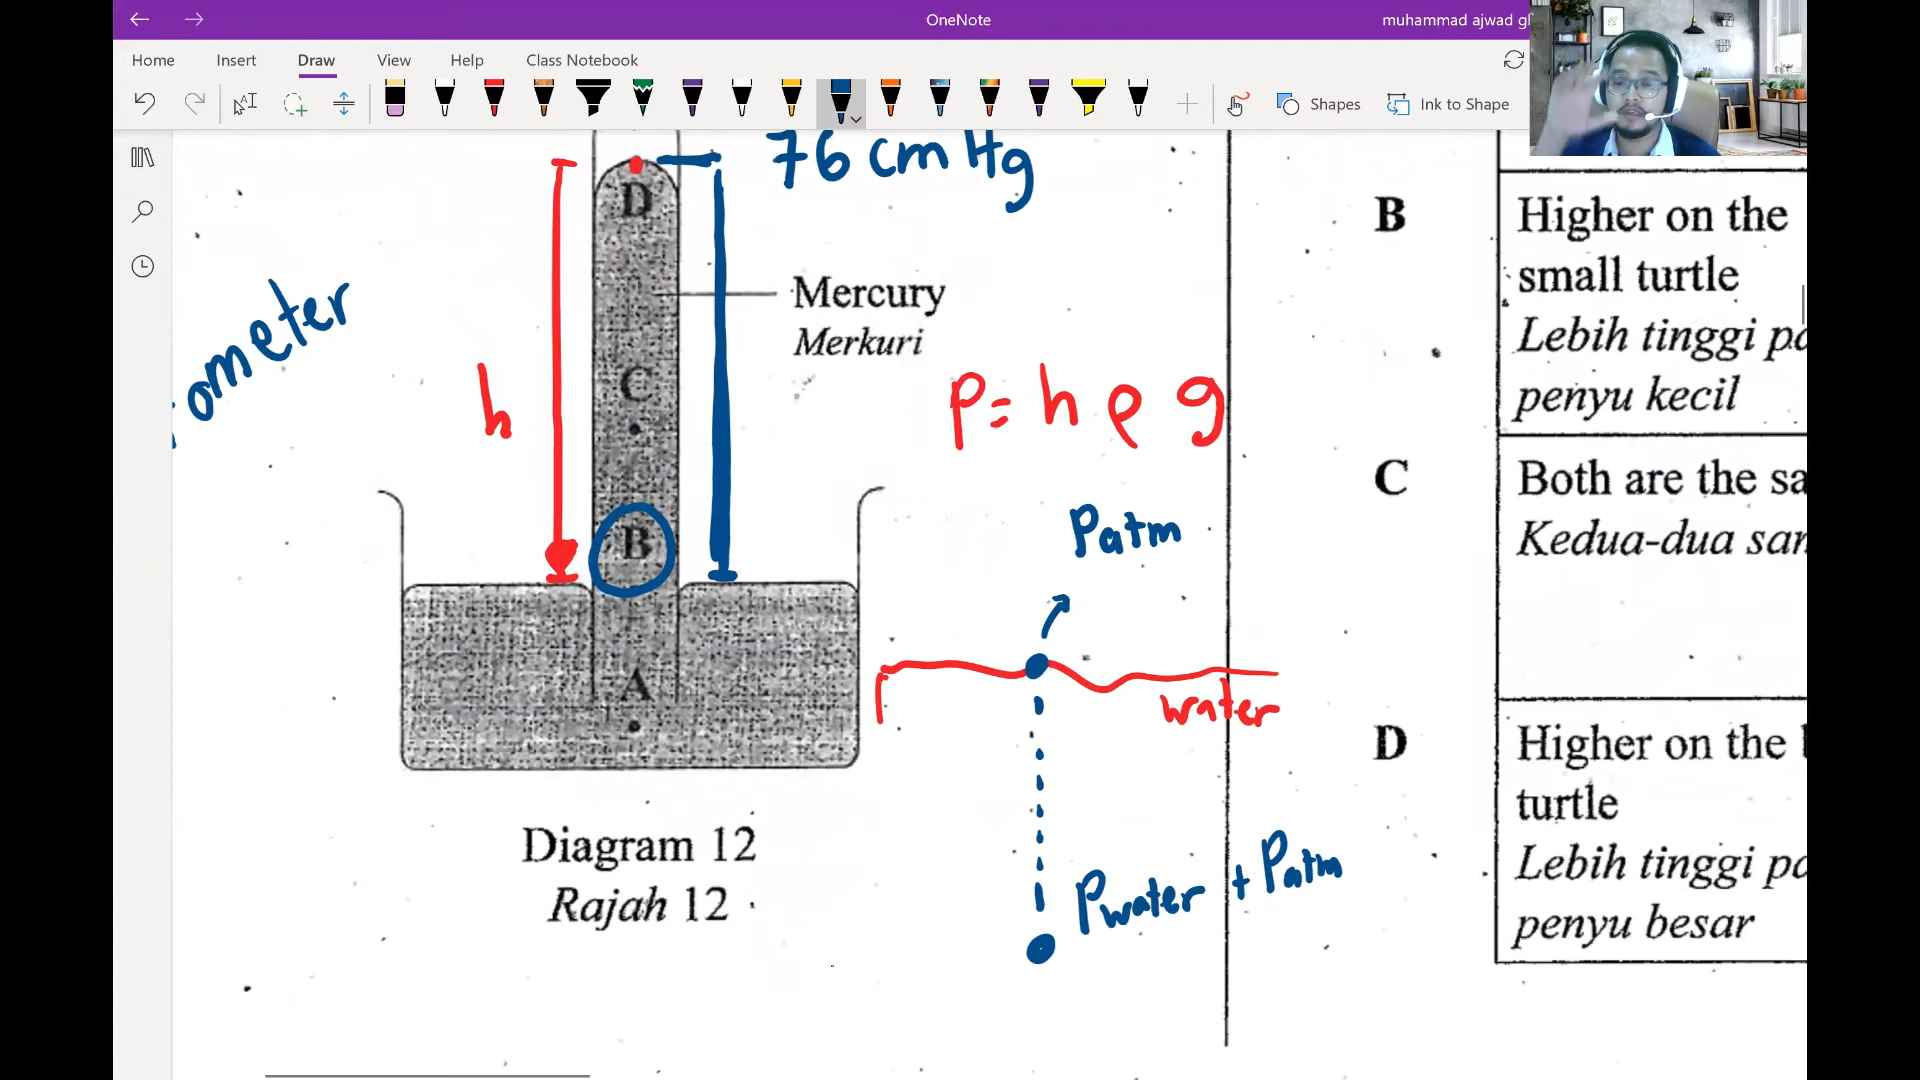 OneNote
muhammad ajwad gh
Home Insert Draw View Help Class Notebook
Shapes Ink to Shape
76 cm Hg
D
Mercury
Merkuri
ometer
h
C
P = h ρ g
B
A
Patm
water
Pwater + Patm
Diagram 12
Rajah 12
B Higher on the
small turtle
Lebih tinggi pa
penyu kecil
C Both are the sa
Kedua-dua sam
D Higher on the b
turtle
Lebih tinggi pa
penyu besar